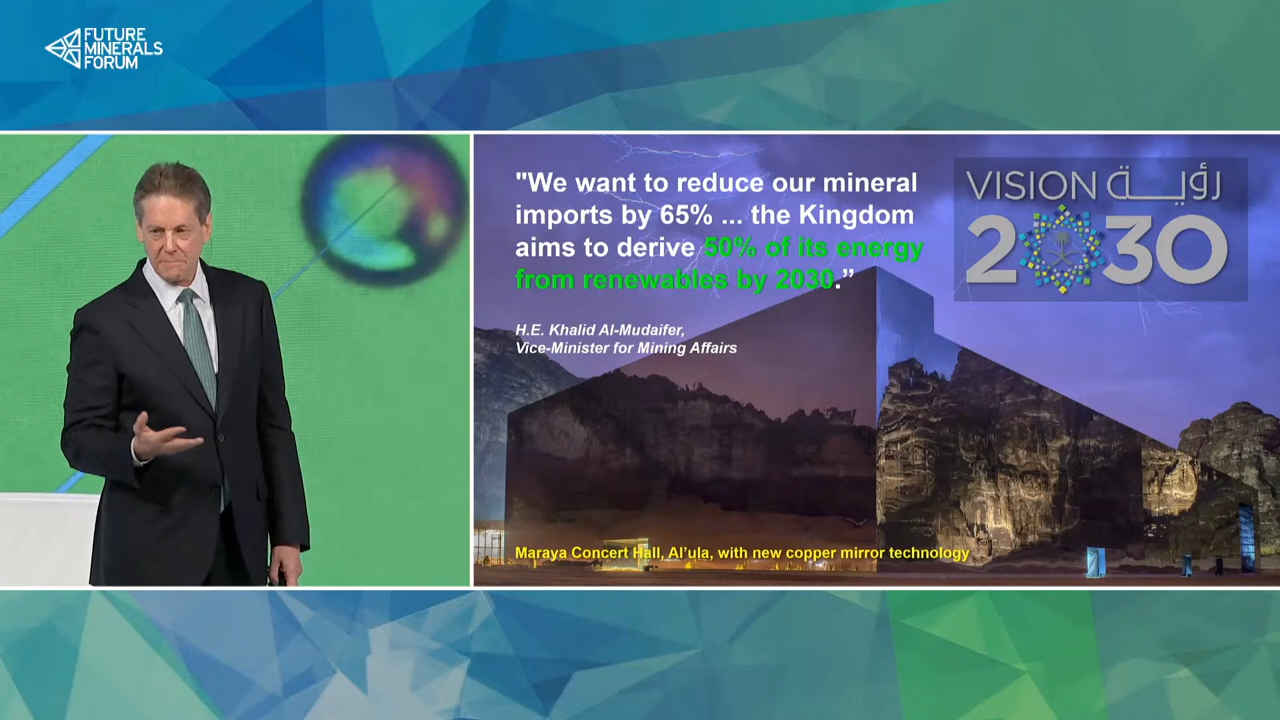 FUTURE
MINERALS
FORUM
"We want to reduce our mineral
imports by 65% ... the Kingdom
aims to derive 50% of its energy
from renewables by 2030.”
H.E. Khalid Al-Mudaifer,
Vice-Minister for Mining Affairs
VISION رؤيــة
2030
Maraya Concert Hall, Al’ula, with new copper mirror technology